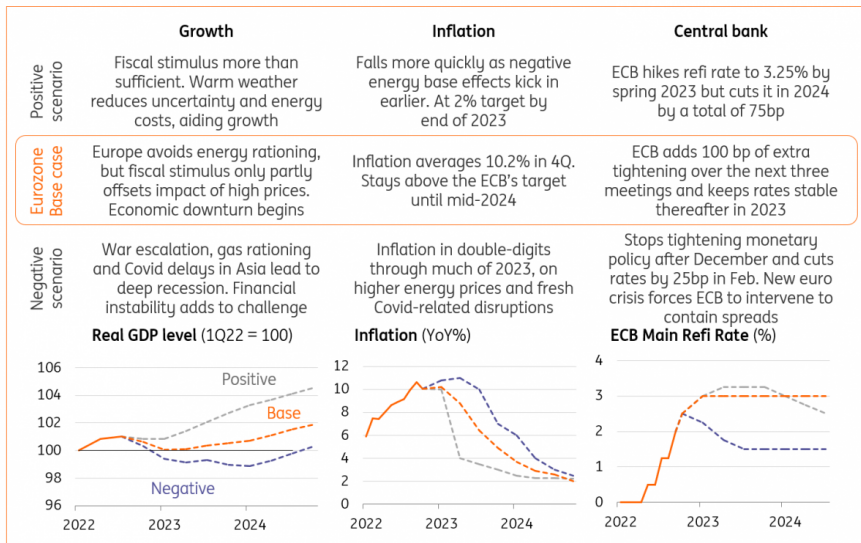 Growth
Inflation
Central bank
Positive
scenario
Fiscal stimulus more than
sufficient. Warm weather
reduces uncertainty and energy
costs, aiding growth
Falls more quickly as negative
energy base effects kick in
earlier. At 2% target by
end of 2023
ECB hikes refi rate to 3.25% by
spring 2023 but cuts it in 2024
by a total of 75bp
Eurozone
Base case
Europe avoids energy rationing,
but fiscal stimulus only partly
offsets impact of high prices.
Economic downturn begins
Inflation averages 10.2% in 4Q.
Stays above the ECB's target
until mid-2024
ECB adds 100 bp of extra
tightening over the next three
meetings and keeps rates stable
thereafter in 2023
Negative
scenario
War escalation, gas rationing
and Covid delays in Asia lead to
deep recession. Financial
instability adds to challenge
Inflation in double-digits
through much of 2023, on
higher energy prices and fresh
Covid-related disruptions
Stops tightening monetary
policy after December and cuts
rates by 25bp in Feb. New euro
crisis forces ECB to intervene to
contain spreads
Real GDP level (1Q22 = 100)
106
104
102
100
98
96
Positive
Base
Negative
2022
2023
2024
Inflation (YoY%)
12
10
8
6
4
2
0
2022
2023
2024
ECB Main Refi Rate (%)
4
3
2
1
0
2022
2023
2024